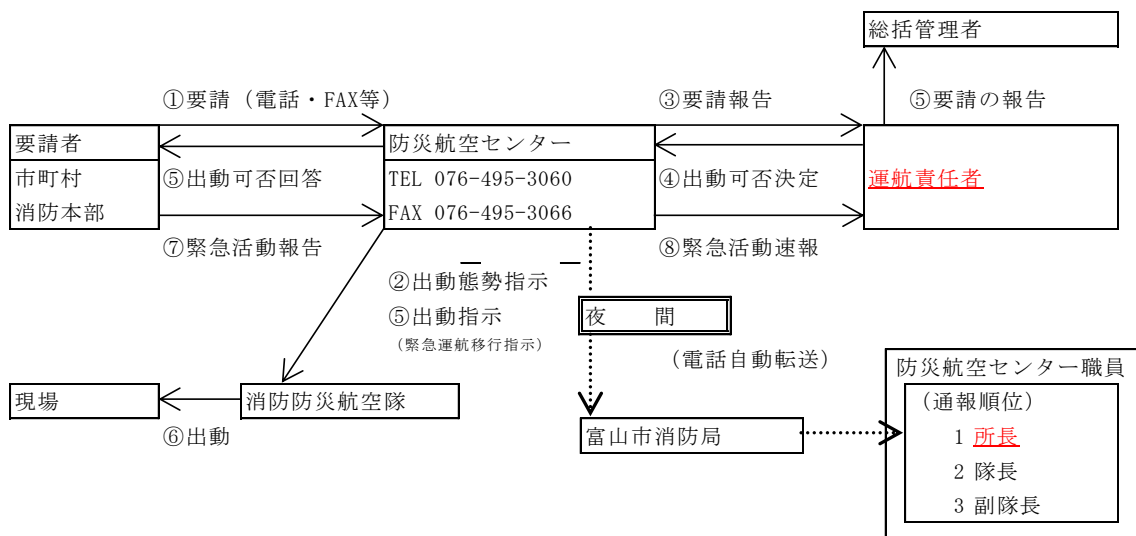 総括管理者
①要請（電話・FAX等）
③要請報告
⑤要請の報告
要請者
市町村
消防本部
⑤出動可否回答
⑦緊急活動報告
防災航空センター
TEL 076-495-3060
FAX 076-495-3066
④出動可否決定
⑧緊急活動速報
運航責任者
②出動態勢指示
⑤出動指示
（緊急運航移行指示）
夜　　間
（電話自動転送）
現場
⑥出動
消防防災航空隊
富山市消防局
防災航空センター職員
（通報順位）
1 所長
2 隊長
3 副隊長